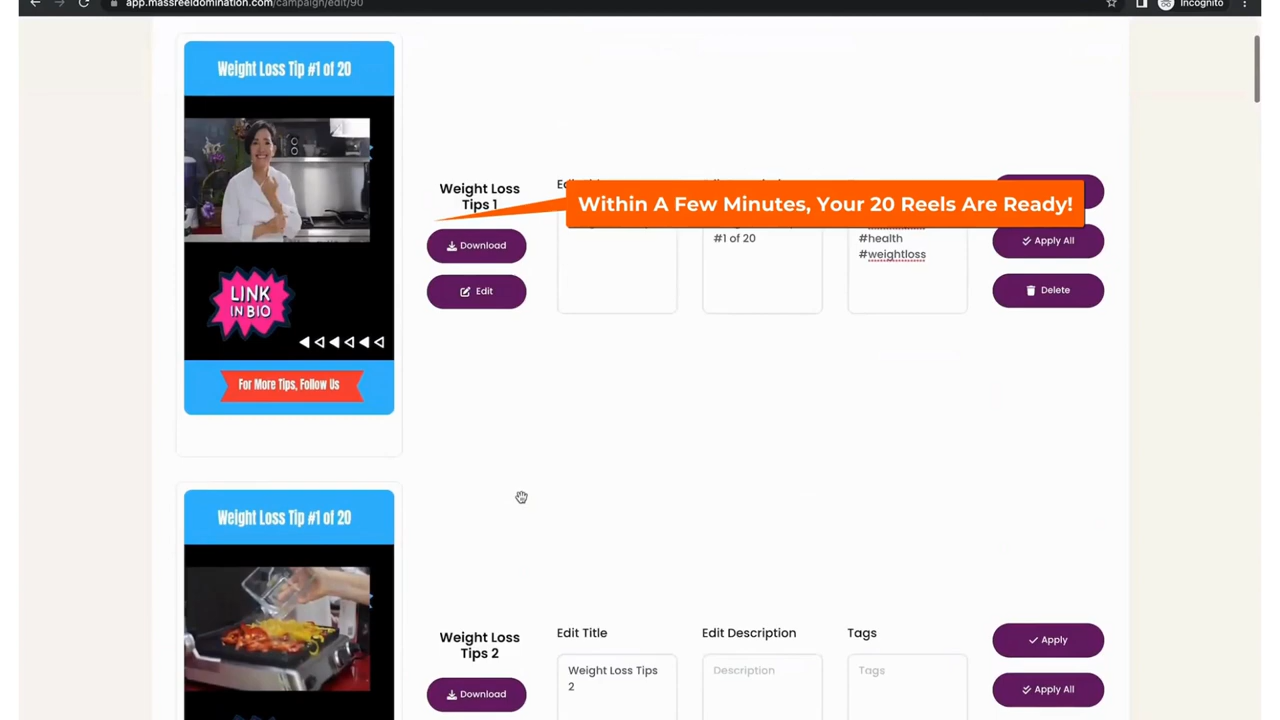 app.massreeldomination.com/campaign/edit/90
Incognito
Weight Loss Tip #1 of 20
LINK
IN BIO
For More Tips, Follow Us
Weight Loss
Tips 1
Download
Edit
Within A Few Minutes, Your 20 Reels Are Ready!
#1 of 20
#health
#weightloss
Apply All
Delete
Weight Loss Tip #1 of 20
Weight Loss
Tips 2
Download
Edit Title
Weight Loss Tips
2
Edit Description
Description
Tags
Tags
Apply
Apply All